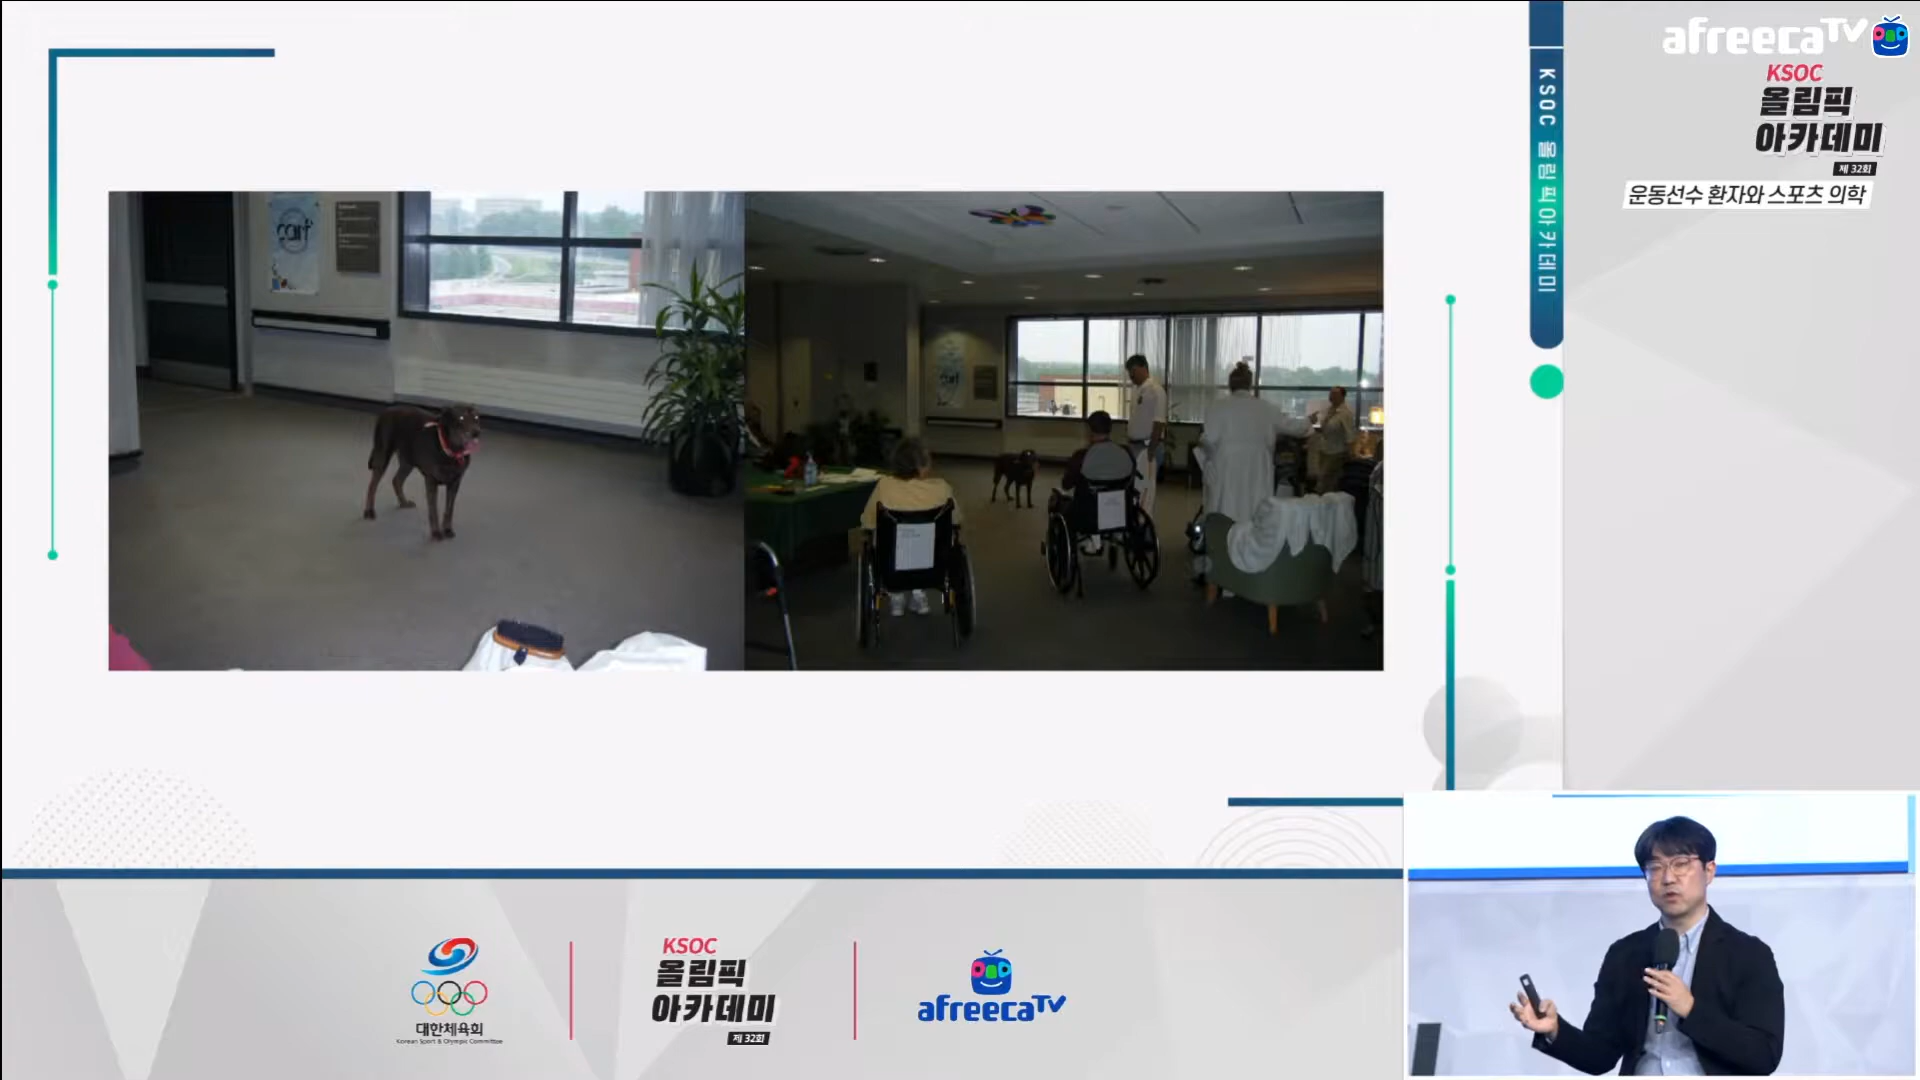 afreecaTV
KSOC
올림픽
아카데미
제 32회
운동선수 환자와 스포츠 의학
KSOC 올림픽아카데미
carf
대한체육회
Korean Sport & Olympic Committee
KSOC
올림픽
아카데미
제 32회
afreecaTV